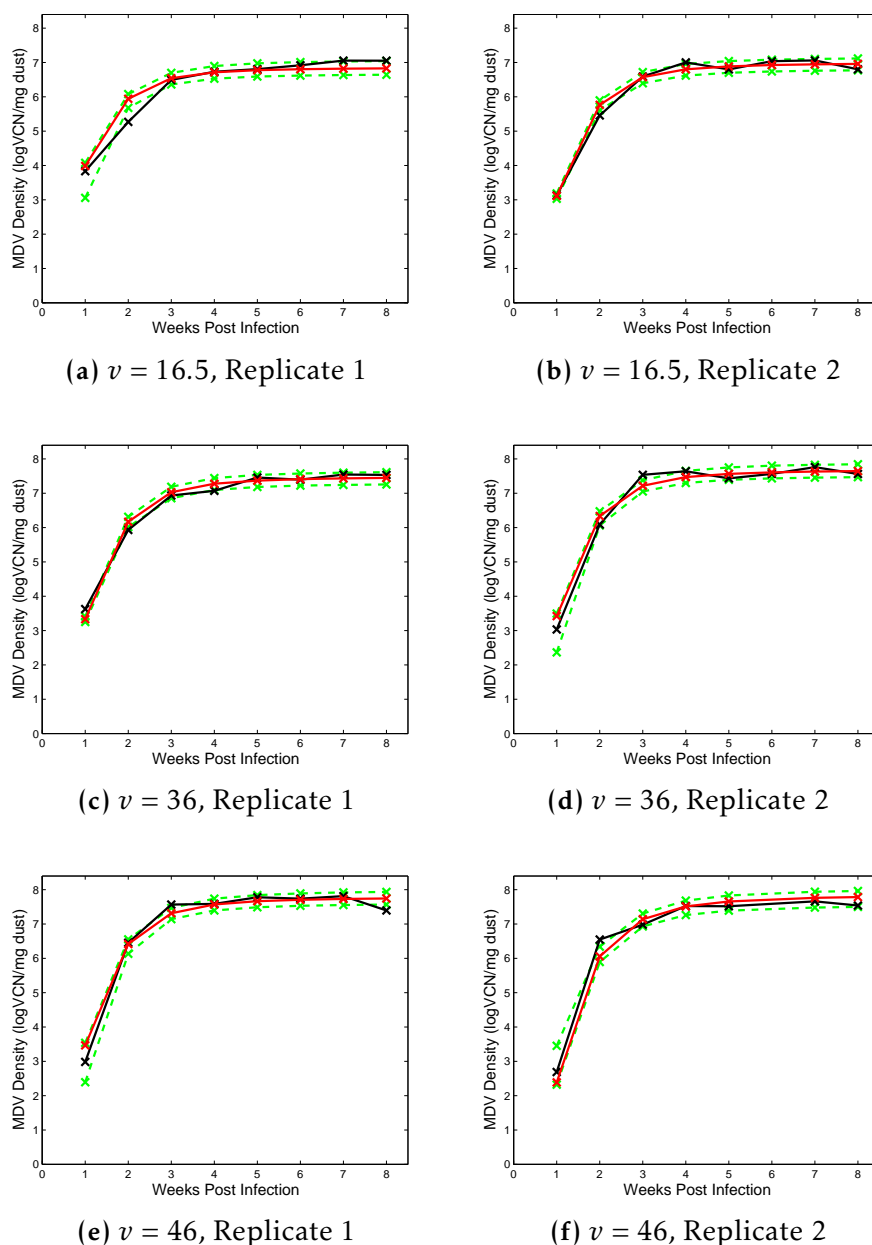 8
7
6
5
4
3
2
1
0
MDV Density (logVCN/mg dust)
0 1 2 3 4 5 6 7 8
Weeks Post Infection
(a) v = 16.5, Replicate 1
8
7
6
5
4
3
2
1
0
MDV Density (logVCN/mg dust)
0 1 2 3 4 5 6 7 8
Weeks Post Infection
(b) v = 16.5, Replicate 2
8
7
6
5
4
3
2
1
0
MDV Density (logVCN/mg dust)
0 1 2 3 4 5 6 7 8
Weeks Post Infection
(c) v = 36, Replicate 1
8
7
6
5
4
3
2
1
0
MDV Density (logVCN/mg dust)
0 1 2 3 4 5 6 7 8
Weeks Post Infection
(d) v = 36, Replicate 2
8
7
6
5
4
3
2
1
0
MDV Density (logVCN/mg dust)
0 1 2 3 4 5 6 7 8
Weeks Post Infection
(e) v = 46, Replicate 1
8
7
6
5
4
3
2
1
0
MDV Density (logVCN/mg dust)
0 1 2 3 4 5 6 7 8
Weeks Post Infection
(f) v = 46, Replicate 2